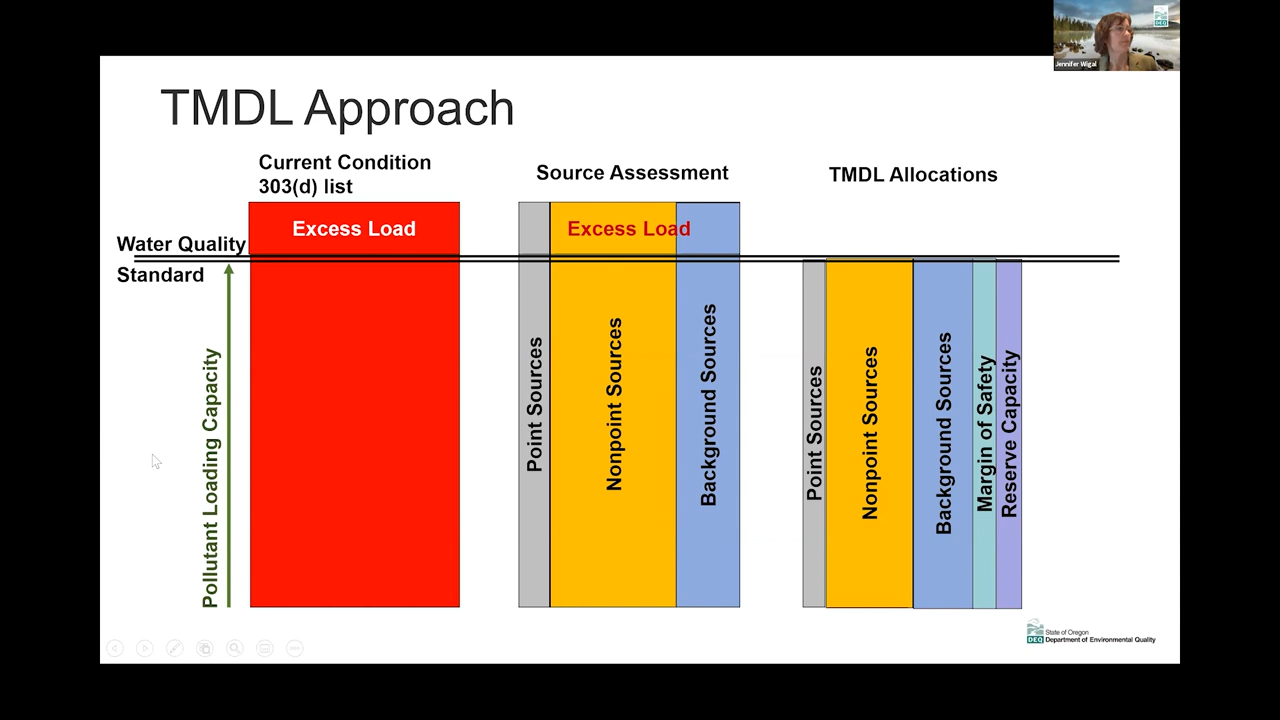 DEQ
Jennifer Wigal
TMDL Approach
Current Condition
303(d) list
Source Assessment
TMDL Allocations
Excess Load
Excess Load
Water Quality
Standard
Pollutant Loading Capacity
Point Sources
Nonpoint Sources
Background Sources
Point Sources
Nonpoint Sources
Background Sources
Margin of Safety
Reserve Capacity
State of Oregon
DEQ Department of Environmental Quality